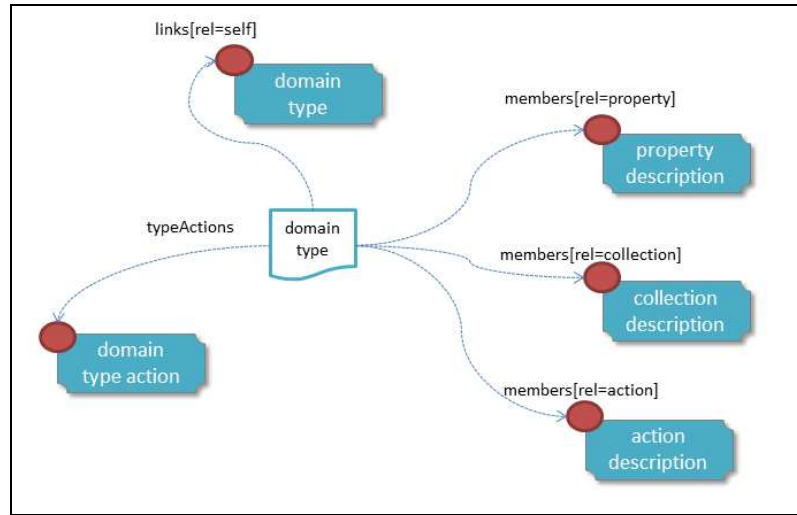 links[rel=self]
domain
type
members[rel=property]
property
description
typeActions
domain
type
members[rel=collection]
collection
description
domain
type action
members[rel=action]
action
description